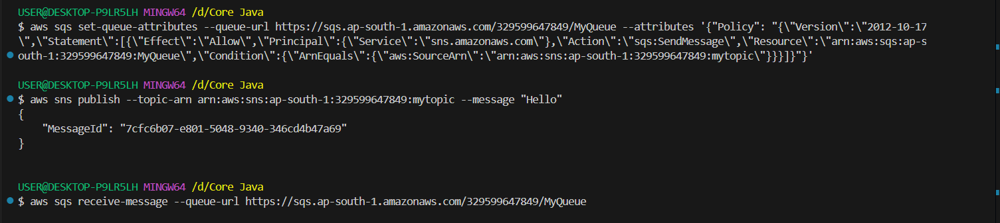 USER@DESKTOP-P9LR5LH MINGW64 /d/Core Java
$ aws sqs set-queue-attributes --queue-url https://sqs.ap-south-1.amazonaws.com/329599647849/MyQueue --attributes '{"Policy": "{\"Version\":\"2012-10-17
\",\"Statement\":[{\"Effect\":\"Allow\",\"Principal\":{\"Service\":\"sns.amazonaws.com\"},\"Action\":\"sqs:SendMessage\",\"Resource\":\"arn:aws:sqs:ap-s
outh-1:329599647849:MyQueue\",\"Condition\":{\"ArnEquals\":{\"aws:SourceArn\":\"arn:aws:sns:ap-south-1:329599647849:mytopic\"}}}]}"}'
USER@DESKTOP-P9LR5LH MINGW64 /d/Core Java
$ aws sns publish --topic-arn arn:aws:sns:ap-south-1:329599647849:mytopic --message "Hello"
{
    "MessageId": "7cfc6b07-e801-5048-9340-346cd4b47a69"
}
USER@DESKTOP-P9LR5LH MINGW64 /d/Core Java
$ aws sqs receive-message --queue-url https://sqs.ap-south-1.amazonaws.com/329599647849/MyQueue